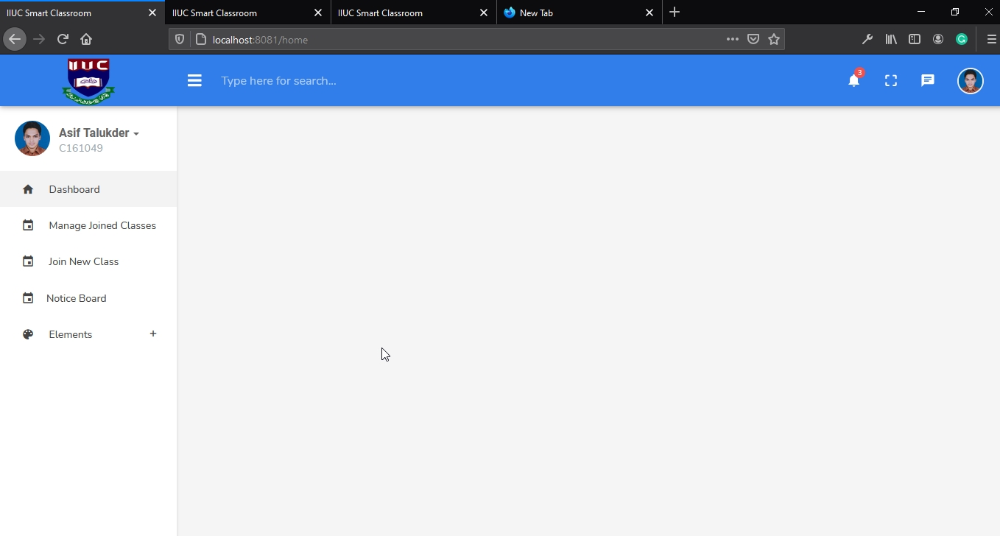 IIUC Smart Classroom
IIUC Smart Classroom
IIUC Smart Classroom
New Tab
localhost:8081/home
IIUC
Type here for search...
3
Asif Talukder
C161049
Dashboard
Manage Joined Classes
Join New Class
Notice Board
Elements +